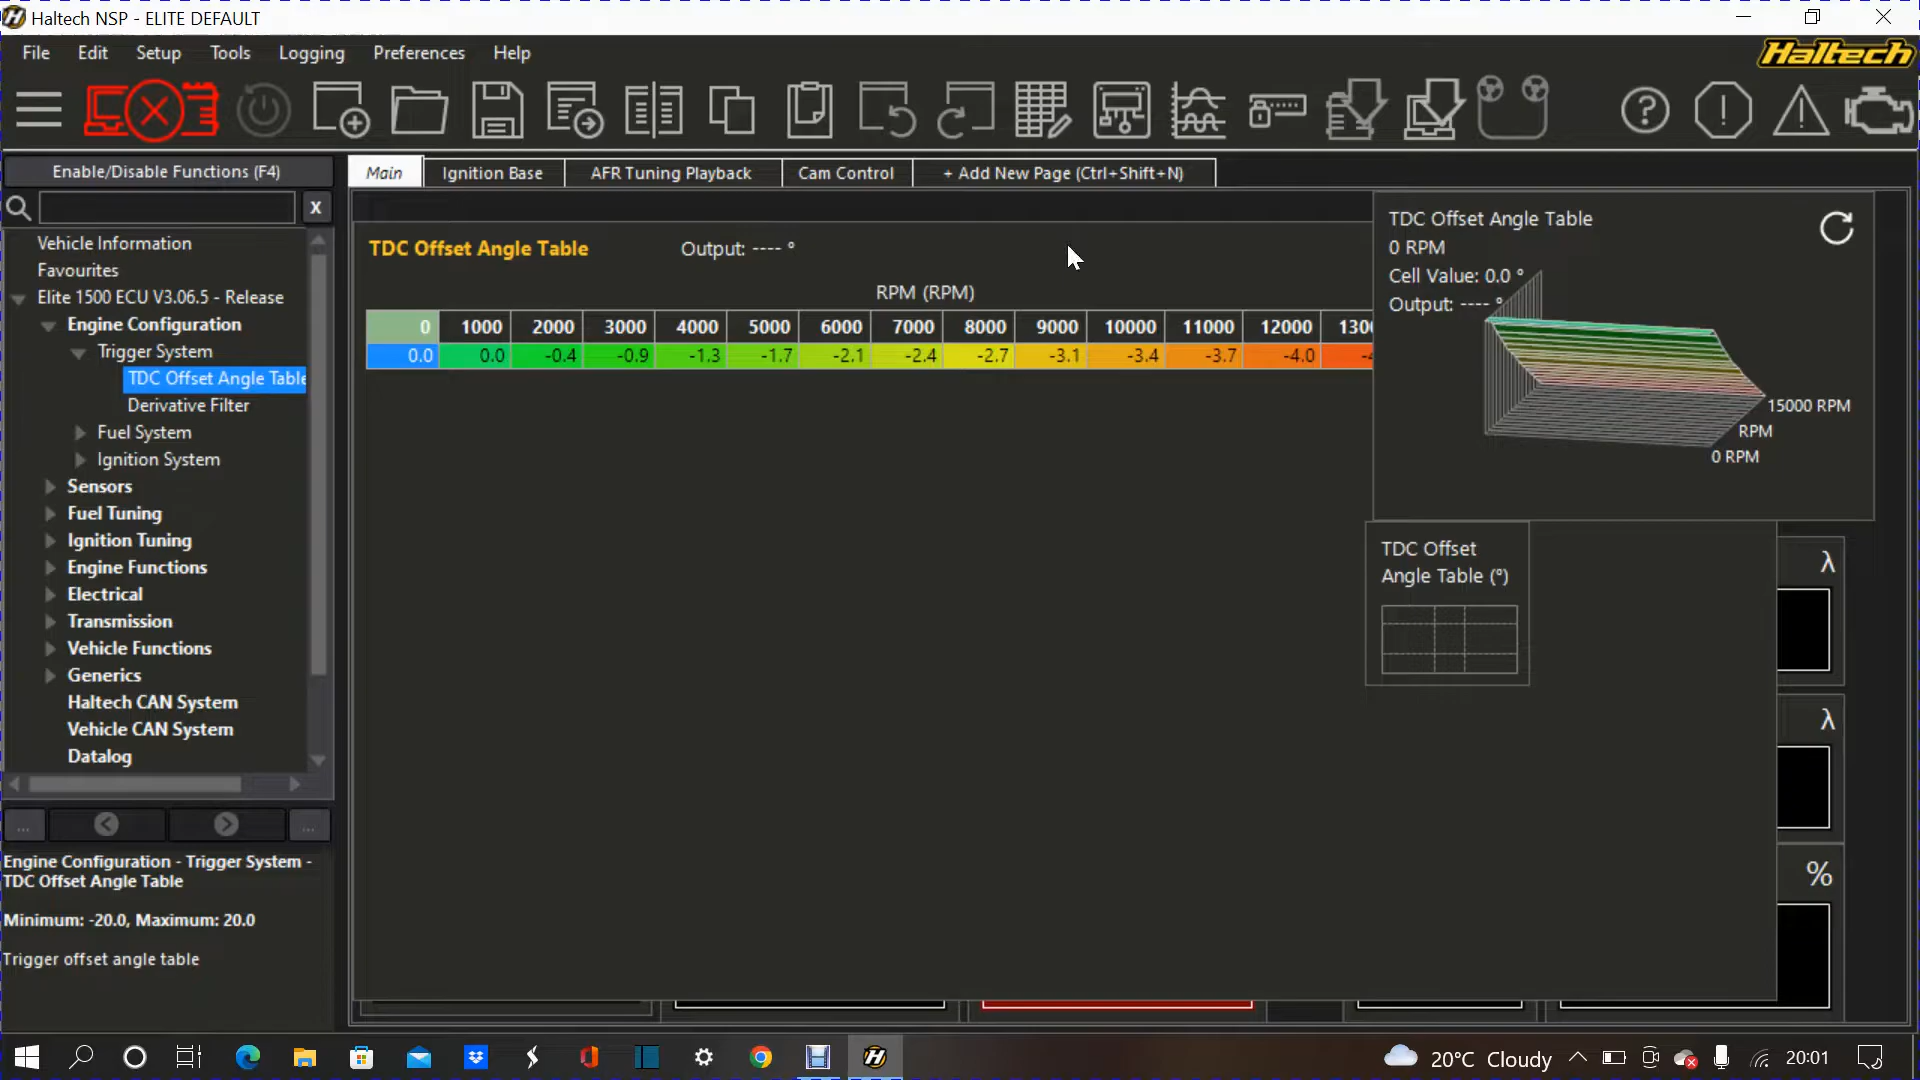 Haltech NSP - ELITE DEFAULT
File Edit Setup Tools Logging Preferences Help
Haltech
Enable/Disable Functions (F4)
Main Ignition Base AFR Tuning Playback Cam Control + Add New Page (Ctrl+Shift+N)
X
Vehicle Information
Favourites
Elite 1500 ECU V3.06.5 - Release
Engine Configuration
Trigger System
TDC Offset Angle Table
Derivative Filter
Fuel System
Ignition System
Sensors
Fuel Tuning
Ignition Tuning
Engine Functions
Electrical
Transmission
Vehicle Functions
Generics
Haltech CAN System
Vehicle CAN System
Datalog
... ...
Engine Configuration - Trigger System -
TDC Offset Angle Table
Minimum: -20.0, Maximum: 20.0
Trigger offset angle table
TDC Offset Angle Table Output: ---- °
RPM (RPM)
0 1000 2000 3000 4000 5000 6000 7000 8000 9000 10000 11000 12000
0.0 0.0 -0.4 -0.9 -1.3 -1.7 -2.1 -2.4 -2.7 -3.1 -3.4 -3.7 -4.0
TDC Offset Angle Table
0 RPM
Cell Value: 0.0 °
Output: ---- °
15000 RPM
RPM
0 RPM
TDC Offset
Angle Table (°)
λ
λ
%
20°C Cloudy 20:01